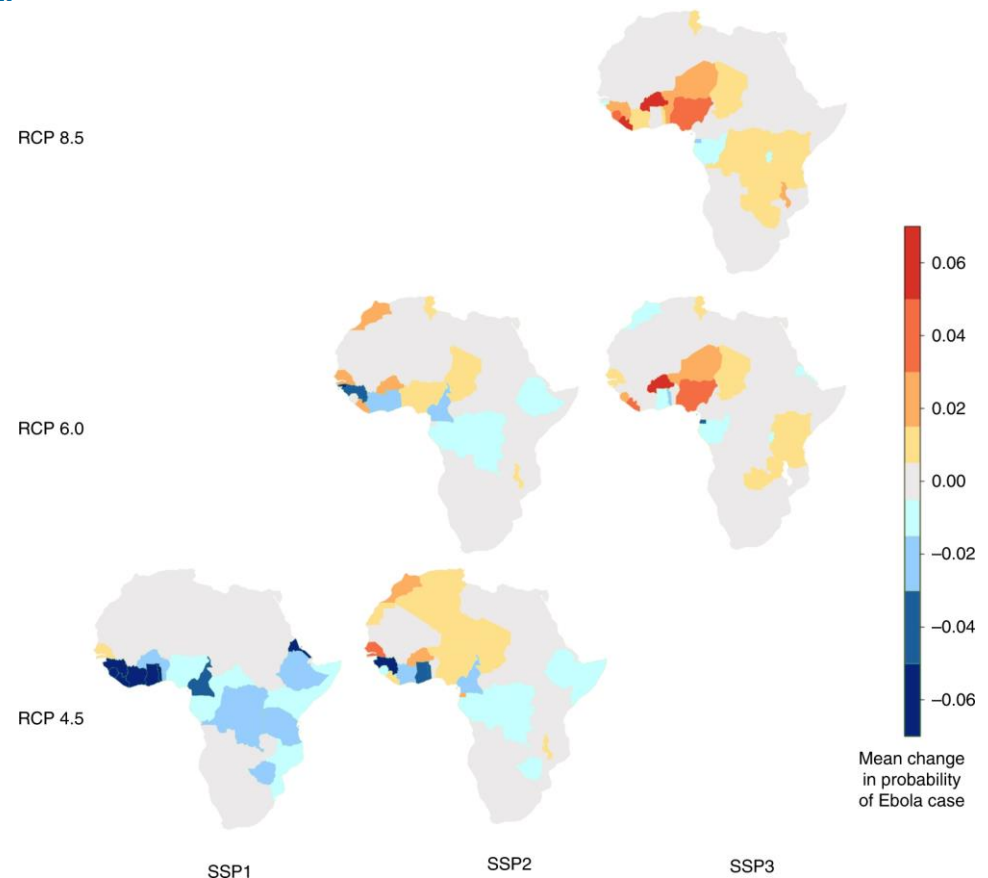 RCP 8.5
RCP 6.0
RCP 4.5
SSP1
SSP2
SSP3
0.06
0.04
0.02
0.00
−0.02
−0.04
−0.06
Mean change
in probability
of Ebola case